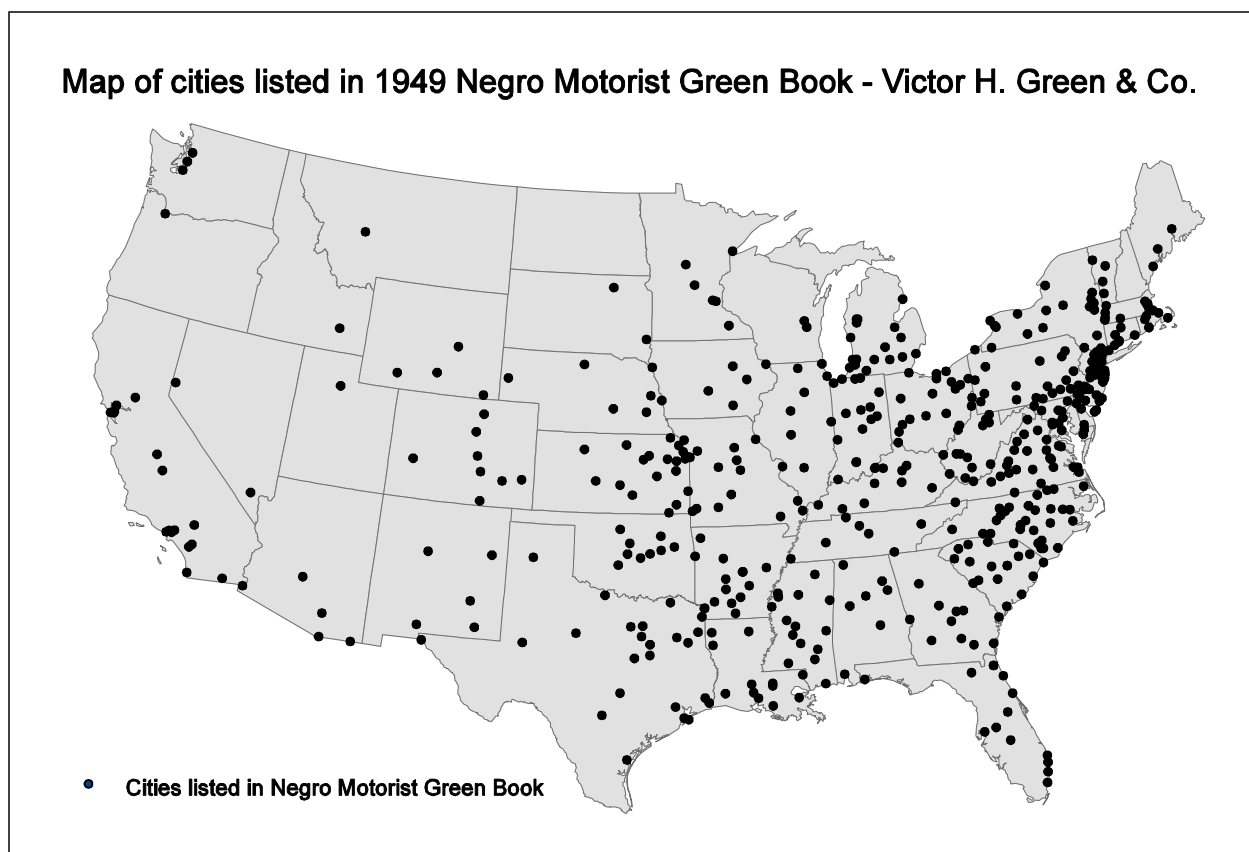 Map of cities listed in 1949 Negro Motorist Green Book - Victor H. Green & Co.
Cities listed in Negro Motorist Green Book